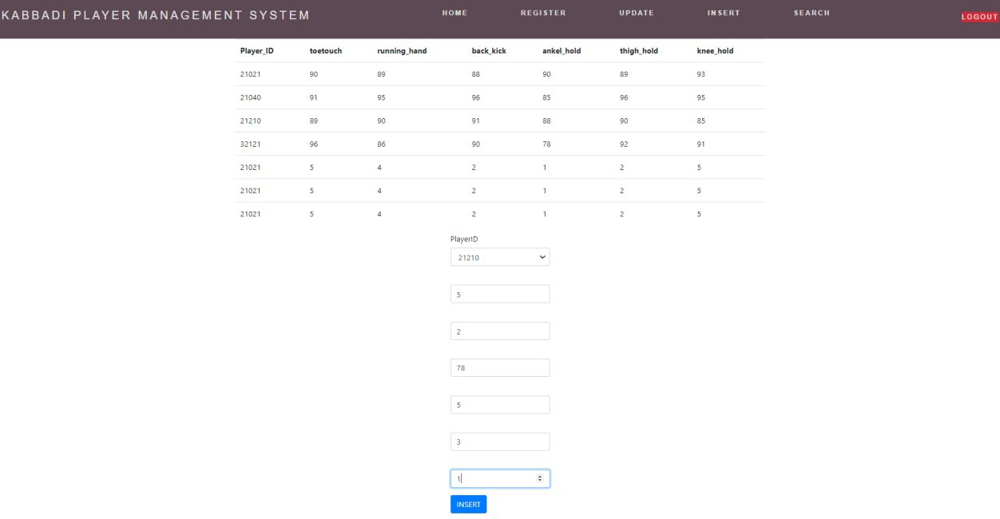 KABBADI PLAYER MANAGEMENT SYSTEM HOME REGISTER UPDATE INSERT SEARCH LOGOUT
Player_ID toetouch running_hand back_kick ankel_hold thigh_hold knee_hold
21021 90 89 88 90 89 93
21040 91 95 96 85 96 95
21210 89 90 91 88 90 85
32121 96 86 90 78 92 91
21021 5 4 2 1 2 5
21021 5 4 2 1 2 5
21021 5 4 2 1 2 5
PlayerID
21210
5
2
78
5
3
1
INSERT